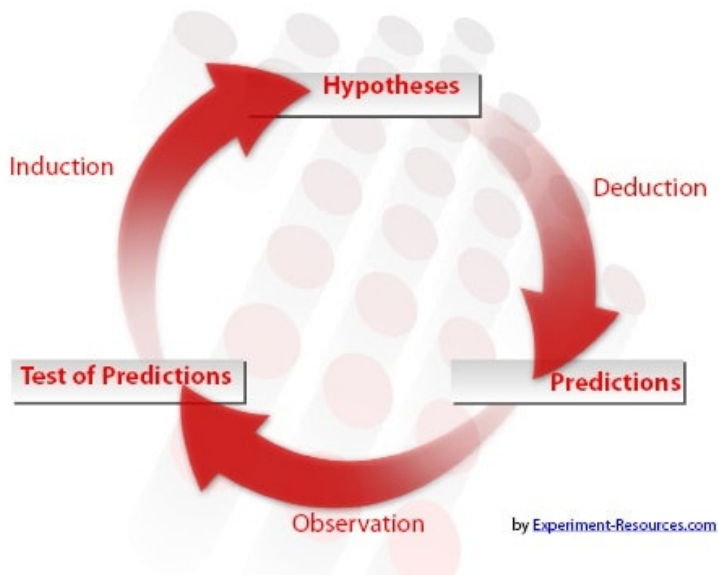 Hypotheses
Induction
Deduction
Test of Predictions
Predictions
Observation
by Experiment-Resources.com